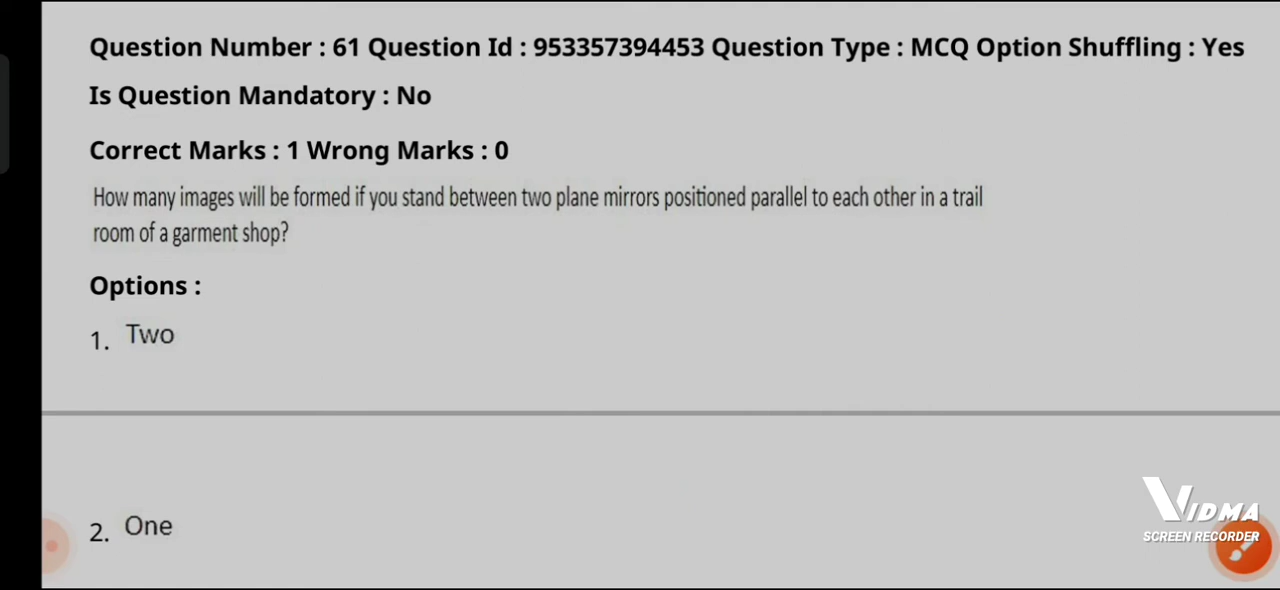 Question Number : 61 Question Id : 953357394453 Question Type : MCQ Option Shuffling : Yes
Is Question Mandatory : No
Correct Marks : 1 Wrong Marks : 0
How many images will be formed if you stand between two plane mirrors positioned parallel to each other in a trail
room of a garment shop?
Options :
1. Two
2. One
VIDMA
SCREEN RECORDER